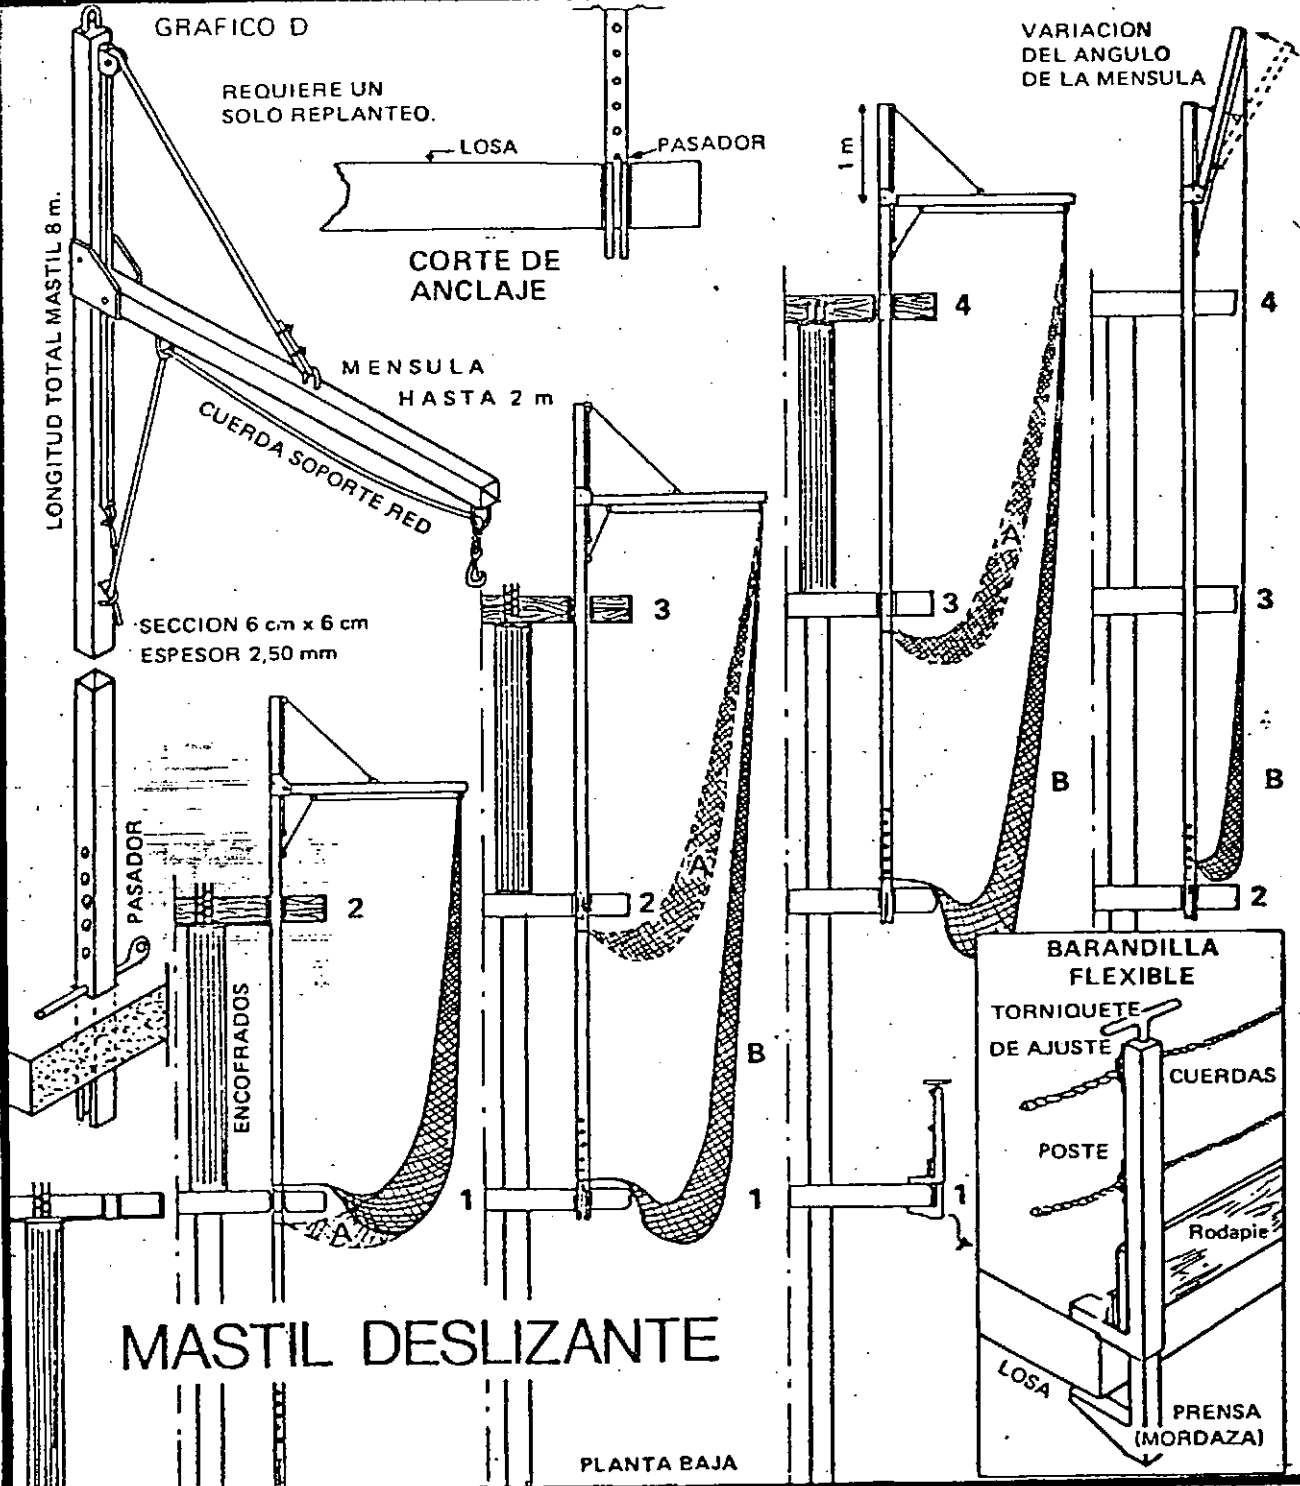 GRAFICO D
REQUIERE UN
SOLO REPLANTEO.
LOSA
PASADOR
CORTE DE
ANCLAJE
VARIACION
DEL ANGULO
DE LA MENSULA
1 m
LONGITUD TOTAL MASTIL 8 m.
MENSULA
HASTA 2 m
CUERDA SOPORTE RED
SECCION 6 cm x 6 cm
ESPESOR 2,50 mm
PASADOR
ENCOFRADOS
2
1
A
3
2
1
A
B
4
3
1
A
B
4
3
2
B
BARANDILLA
FLEXIBLE
TORNIQUETE
DE AJUSTE
CUERDAS
POSTE
Rodapie
LOSA
PRENSA
(MORDAZA)
MASTIL DESLIZANTE
PLANTA BAJA